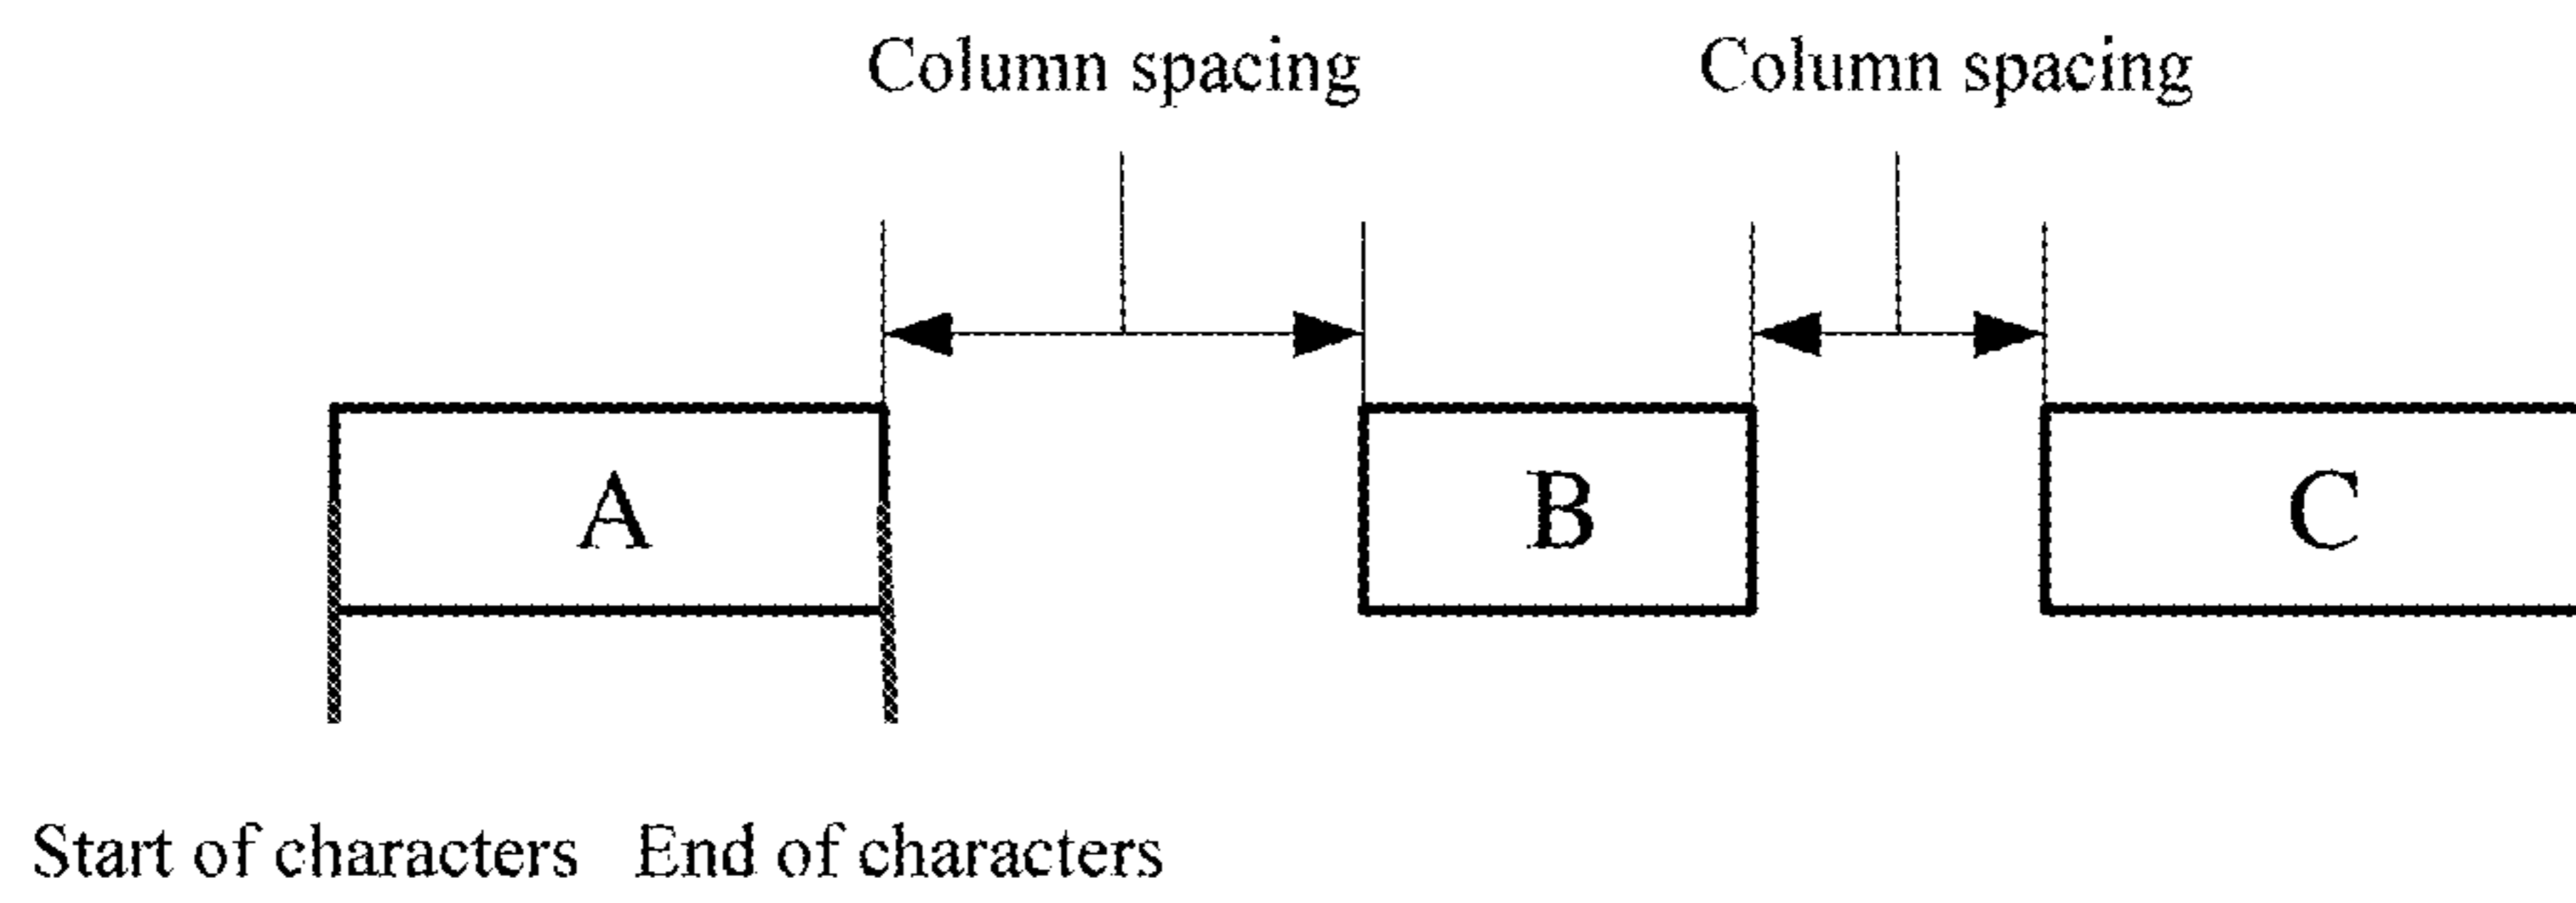 Column spacing Column spacing
A B C
Start of characters End of characters